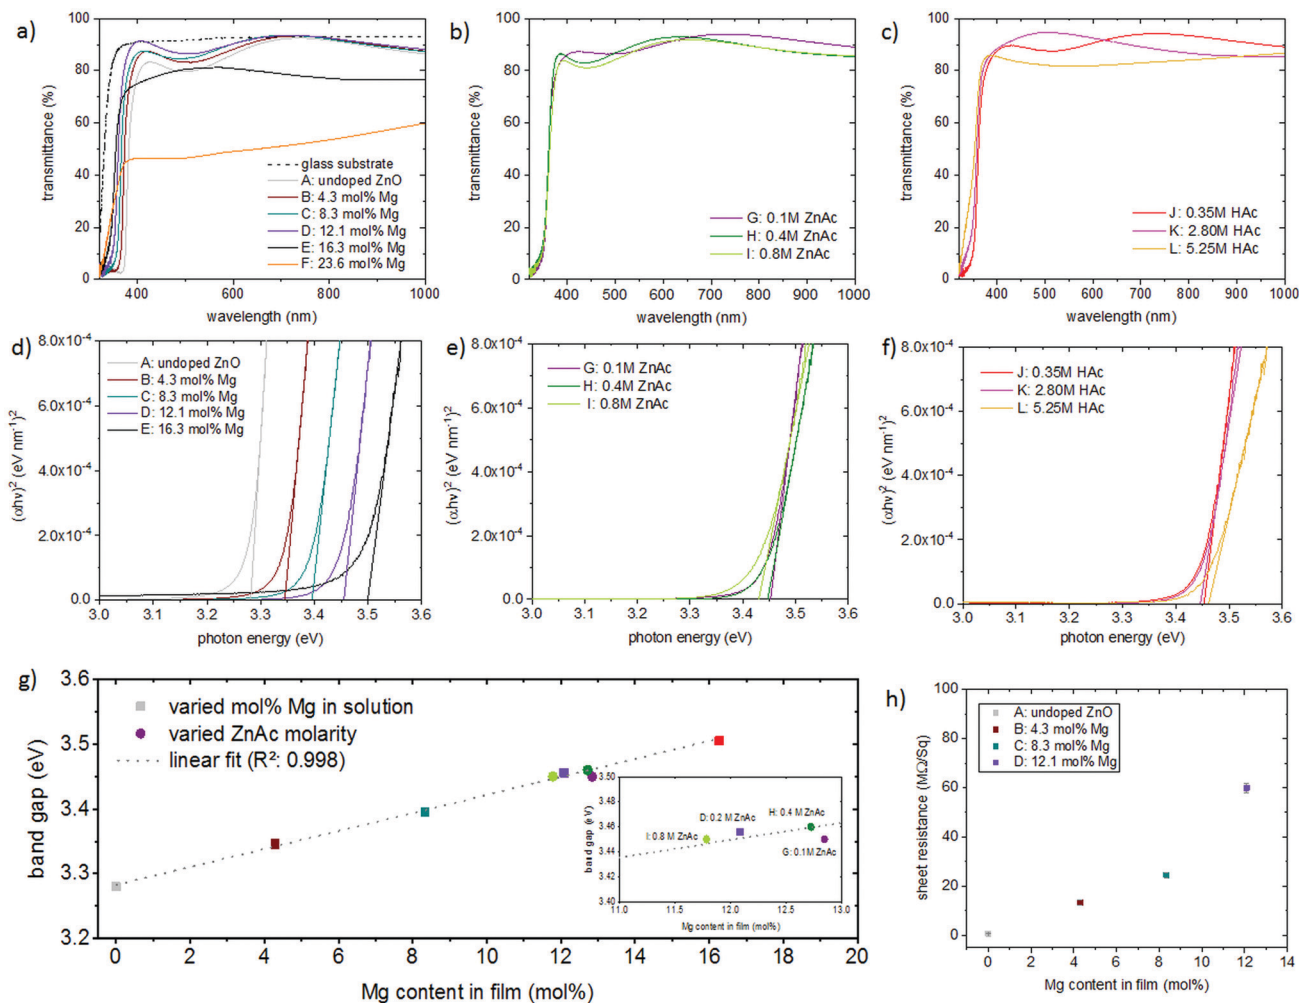 a)
transmittance (%)
100
80
60
40
20
0
glass substrate
A: undoped ZnO
B: 4.3 mol% Mg
C: 8.3 mol% Mg
D: 12.1 mol% Mg
E: 16.3 mol% Mg
F: 23.6 mol% Mg
400 600 800 1000
wavelength (nm)
b)
transmittance (%)
100
80
60
40
20
0
G: 0.1M ZnAc
H: 0.4M ZnAc
I: 0.8M ZnAc
400 500 600 700 800 900 1000
wavelength (nm)
c)
transmittance (%)
100
80
60
40
20
0
J: 0.35M HAc
K: 2.80M HAc
L: 5.25M HAc
400 500 600 700 800 900 1000
wavelength (nm)
d)
(αhν)² (eV nm⁻¹)²
8.0x10⁻⁴
6.0x10⁻⁴
4.0x10⁻⁴
2.0x10⁻⁴
0.0
A: undoped ZnO
B: 4.3 mol% Mg
C: 8.3 mol% Mg
D: 12.1 mol% Mg
E: 16.3 mol% Mg
3.0 3.1 3.2 3.3 3.4 3.5 3.6
photon energy (eV)
e)
(αhν)² (eV nm⁻¹)²
8.0x10⁻⁴
6.0x10⁻⁴
4.0x10⁻⁴
2.0x10⁻⁴
0.0
G: 0.1M ZnAc
H: 0.4M ZnAc
I: 0.8M ZnAc
3.0 3.1 3.2 3.3 3.4 3.5 3.6
photon energy (eV)
f)
(αhν)² (eV nm⁻¹)²
8.0x10⁻⁴
6.0x10⁻⁴
4.0x10⁻⁴
2.0x10⁻⁴
0.0
J: 0.35M HAc
K: 2.80M HAc
L: 5.25M HAc
3.0 3.1 3.2 3.3 3.4 3.5 3.6
photon energy (eV)
g)
band gap (eV)
3.6
3.5
3.4
3.3
3.2
varied mol% Mg in solution
varied ZnAc molarity
linear fit (R²: 0.998)
band gap (eV)
3.50
3.48
3.46
3.44
3.42
3.40
H: 0.4 M ZnAc
D: 0.2 M ZnAc
I: 0.8 M ZnAc
G: 0.1M ZnAc
11.0 11.5 12.0 12.5 13.0
Mg content in film (mol%)
0 2 4 6 8 10 12 14 16 18 20
Mg content in film (mol%)
h)
sheet resistance (MΩ/Sq)
100
80
60
40
20
0
A: undoped ZnO
B: 4.3 mol% Mg
C: 8.3 mol% Mg
D: 12.1 mol% Mg
0 2 4 6 8 10 12 14
Mg content in film (mol%)